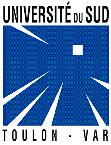 UNIVERSITÉ DU SUD
TOULON · VAR